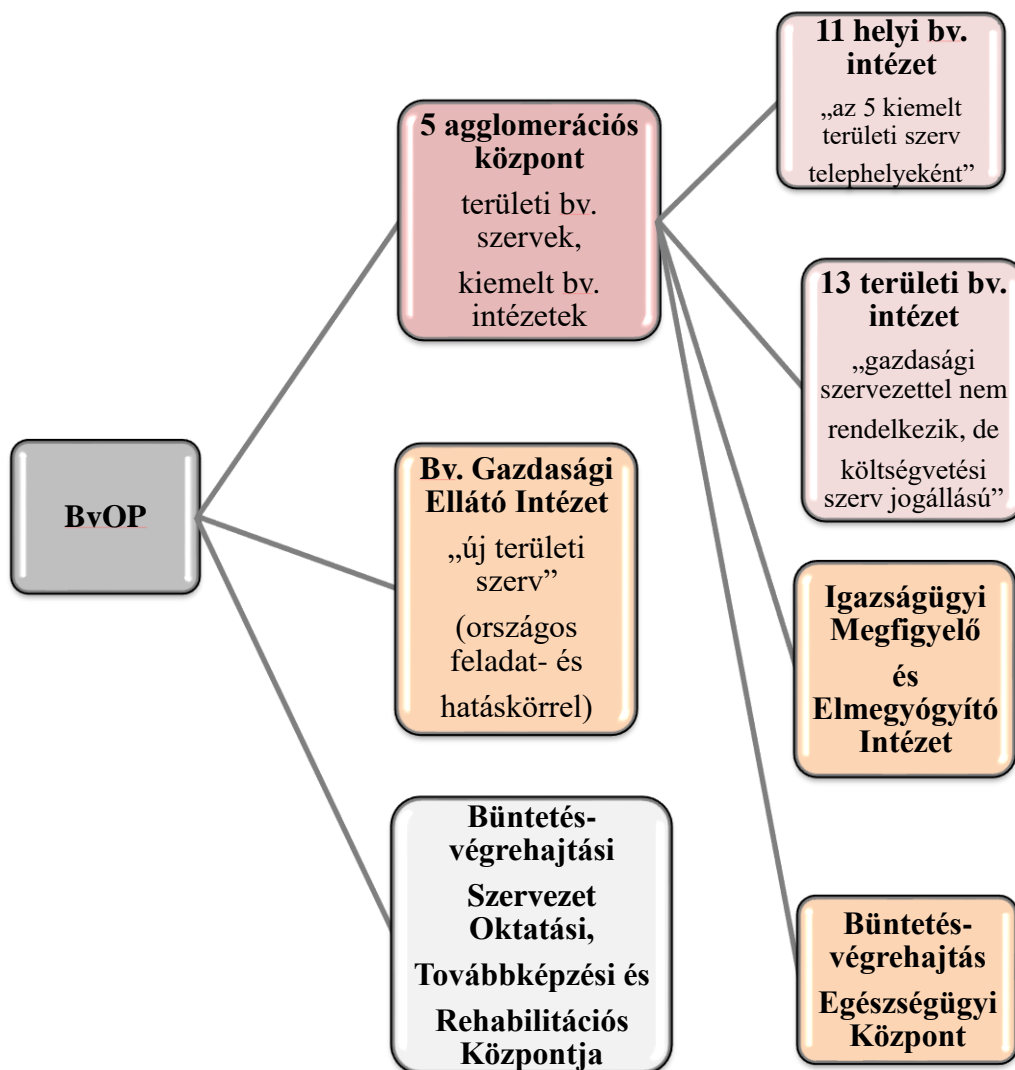 BvOP
5 agglomerációs
központ
területi bv.
szervek,
kiemelt bv.
intézetek
Bv. Gazdasági
Ellátó Intézet
„új területi
szerv”
(országos
feladat- és
hatáskörrel)
Büntetés-
végrehajtási
Szervezet
Oktatási,
Továbbképzési és
Rehabilitációs
Központja
11 helyi bv.
intézet
„az 5 kiemelt
területi szerv
telephelyeként”
13 területi bv.
intézet
„gazdasági
szervezettel nem
rendelkezik, de
költségvetési
szerv jogállású”
Igazságügyi
Megfigyelő
és
Elmegyógyító
Intézet
Büntetés-
végrehajtás
Egészségügyi
Központ